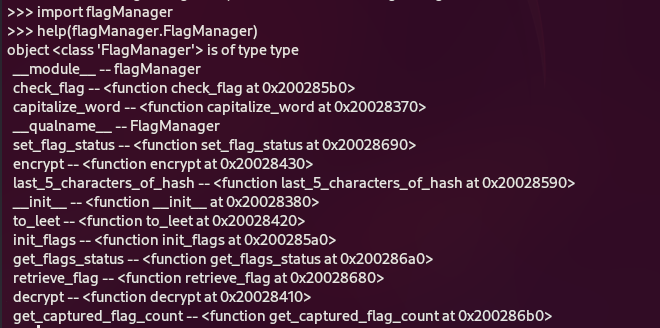 >>> import flagManager
>>> help(flagManager.FlagManager)
object <class 'FlagManager'> is of type type
__module__ -- flagManager
check_flag -- <function check_flag at 0x200285b0>
capitalize_word -- <function capitalize_word at 0x20028370>
__qualname__ -- FlagManager
set_flag_status -- <function set_flag_status at 0x20028690>
encrypt -- <function encrypt at 0x20028430>
last_5_characters_of_hash -- <function last_5_characters_of_hash at 0x20028590>
__init__ -- <function __init__ at 0x20028380>
to_leet -- <function to_leet at 0x20028420>
init_flags -- <function init_flags at 0x200285a0>
get_flags_status -- <function get_flags_status at 0x200286a0>
retrieve_flag -- <function retrieve_flag at 0x20028680>
decrypt -- <function decrypt at 0x20028410>
get_captured_flag_count -- <function get_captured_flag_count at 0x200286b0>